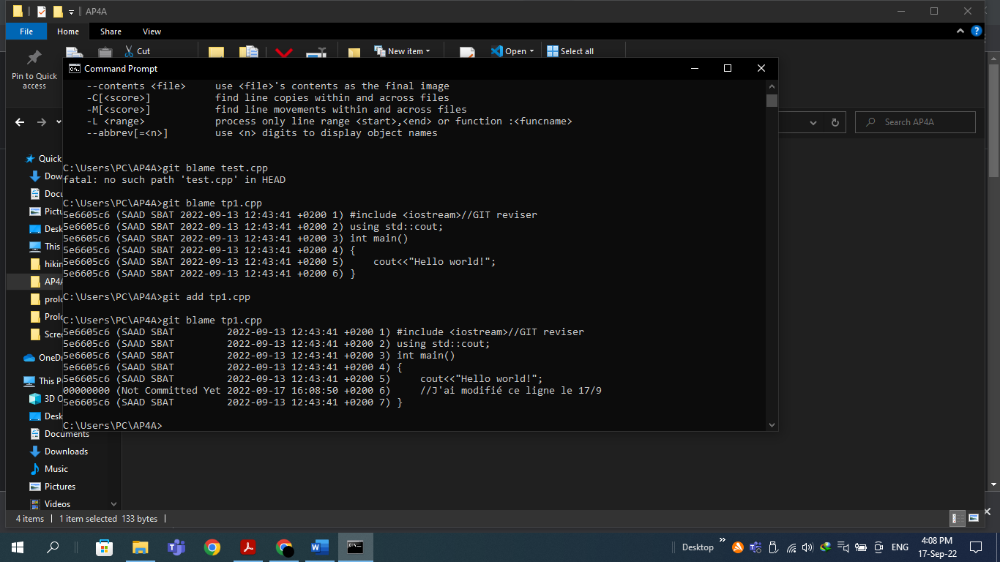 AP4A
File Home Share View
Cut
New item
Open
Select all
Pin to Quick
access
Command Prompt
--contents <file> use <file>'s contents as the final image
-C[<score>] find line copies within and across files
-M[<score>] find line movements within and across files
-L <range> process only line range <start>,<end> or function :<funcname>
--abbrev[=<n>] use <n> digits to display object names
Search AP4A
C:\Users\PC\AP4A>git blame test.cpp
fatal: no such path 'test.cpp' in HEAD
C:\Users\PC\AP4A>git blame tp1.cpp
5e6605c6 (SAAD SBAT 2022-09-13 12:43:41 +0200 1) #include <iostream>//GIT reviser
5e6605c6 (SAAD SBAT 2022-09-13 12:43:41 +0200 2) using std::cout;
5e6605c6 (SAAD SBAT 2022-09-13 12:43:41 +0200 3) int main()
5e6605c6 (SAAD SBAT 2022-09-13 12:43:41 +0200 4) {
5e6605c6 (SAAD SBAT 2022-09-13 12:43:41 +0200 5)     cout<<"Hello world!";
5e6605c6 (SAAD SBAT 2022-09-13 12:43:41 +0200 6) }
C:\Users\PC\AP4A>git add tp1.cpp
C:\Users\PC\AP4A>git blame tp1.cpp
5e6605c6 (SAAD SBAT         2022-09-13 12:43:41 +0200 1) #include <iostream>//GIT reviser
5e6605c6 (SAAD SBAT         2022-09-13 12:43:41 +0200 2) using std::cout;
5e6605c6 (SAAD SBAT         2022-09-13 12:43:41 +0200 3) int main()
5e6605c6 (SAAD SBAT         2022-09-13 12:43:41 +0200 4) {
5e6605c6 (SAAD SBAT         2022-09-13 12:43:41 +0200 5)     cout<<"Hello world!";
00000000 (Not Committed Yet 2022-09-17 16:08:50 +0200 6)     //J'ai modifié ce ligne le 17/9
5e6605c6 (SAAD SBAT         2022-09-13 12:43:41 +0200 7) }
C:\Users\PC\AP4A>
Quick
Dow
Docu
Pictu
Desk
This
hikin
AP4A
prolo
Prolo
Scree
OneDr
This P
3D O
Desk
Documents
Downloads
Music
Pictures
Videos
4 items 1 item selected 133 bytes
Desktop
ENG
4:08 PM
17-Sep-22